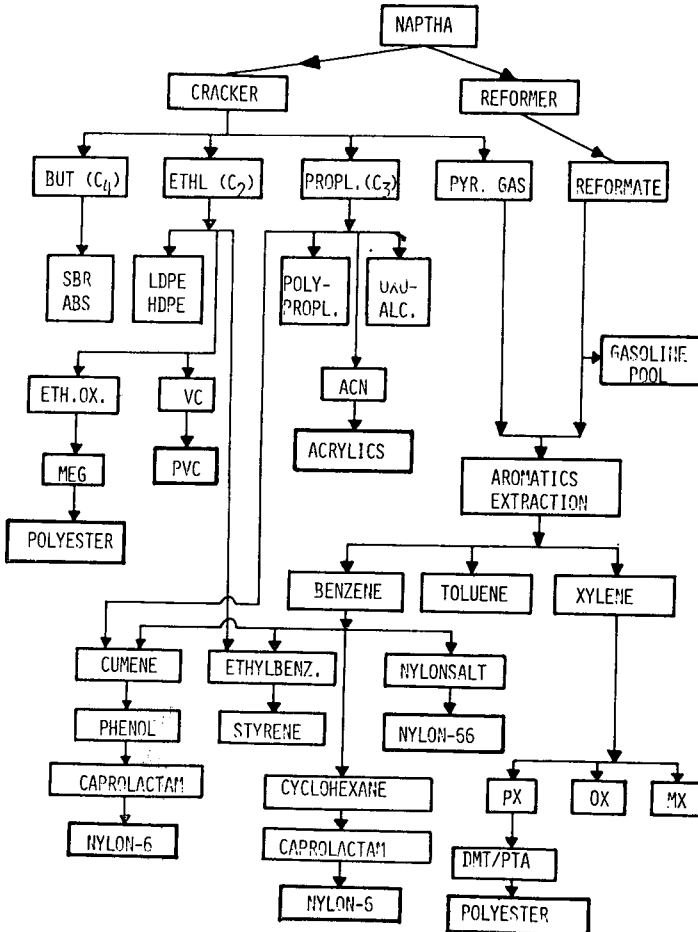 NAPTHA
CRACKER
REFORMER
BUT (C4)
ETHL (C2)
PROPL.(C3)
PYR. GAS
REFORMATE
SBR
ABS
LDPE
HDPE
POLY-
PROPL.
OXO-
ALC.
GASOLINE
POOL
ETH.OX.
VC
ACN
MEG
PVC
ACRYLICS
POLYESTER
AROMATICS
EXTRACTION
BENZENE
TOLUENE
XYLENE
CUMENE
ETHYLBENZ.
NYLONSALT
PHENOL
STYRENE
NYLON-66
CAPROLACTAM
CYCLOHEXANE
PX
OX
MX
NYLON-6
CAPROLACTAM
DMT/PTA
NYLON-6
POLYESTER